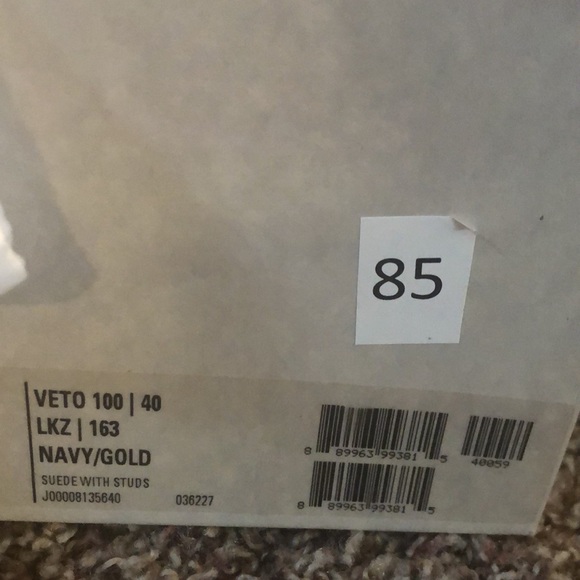 85
VETO 100 | 40
LKZ | 163
NAVY/GOLD
SUEDE WITH STUDS
J00008135640 036227
8 89963 99381 5
40059
8 89963 99381 5